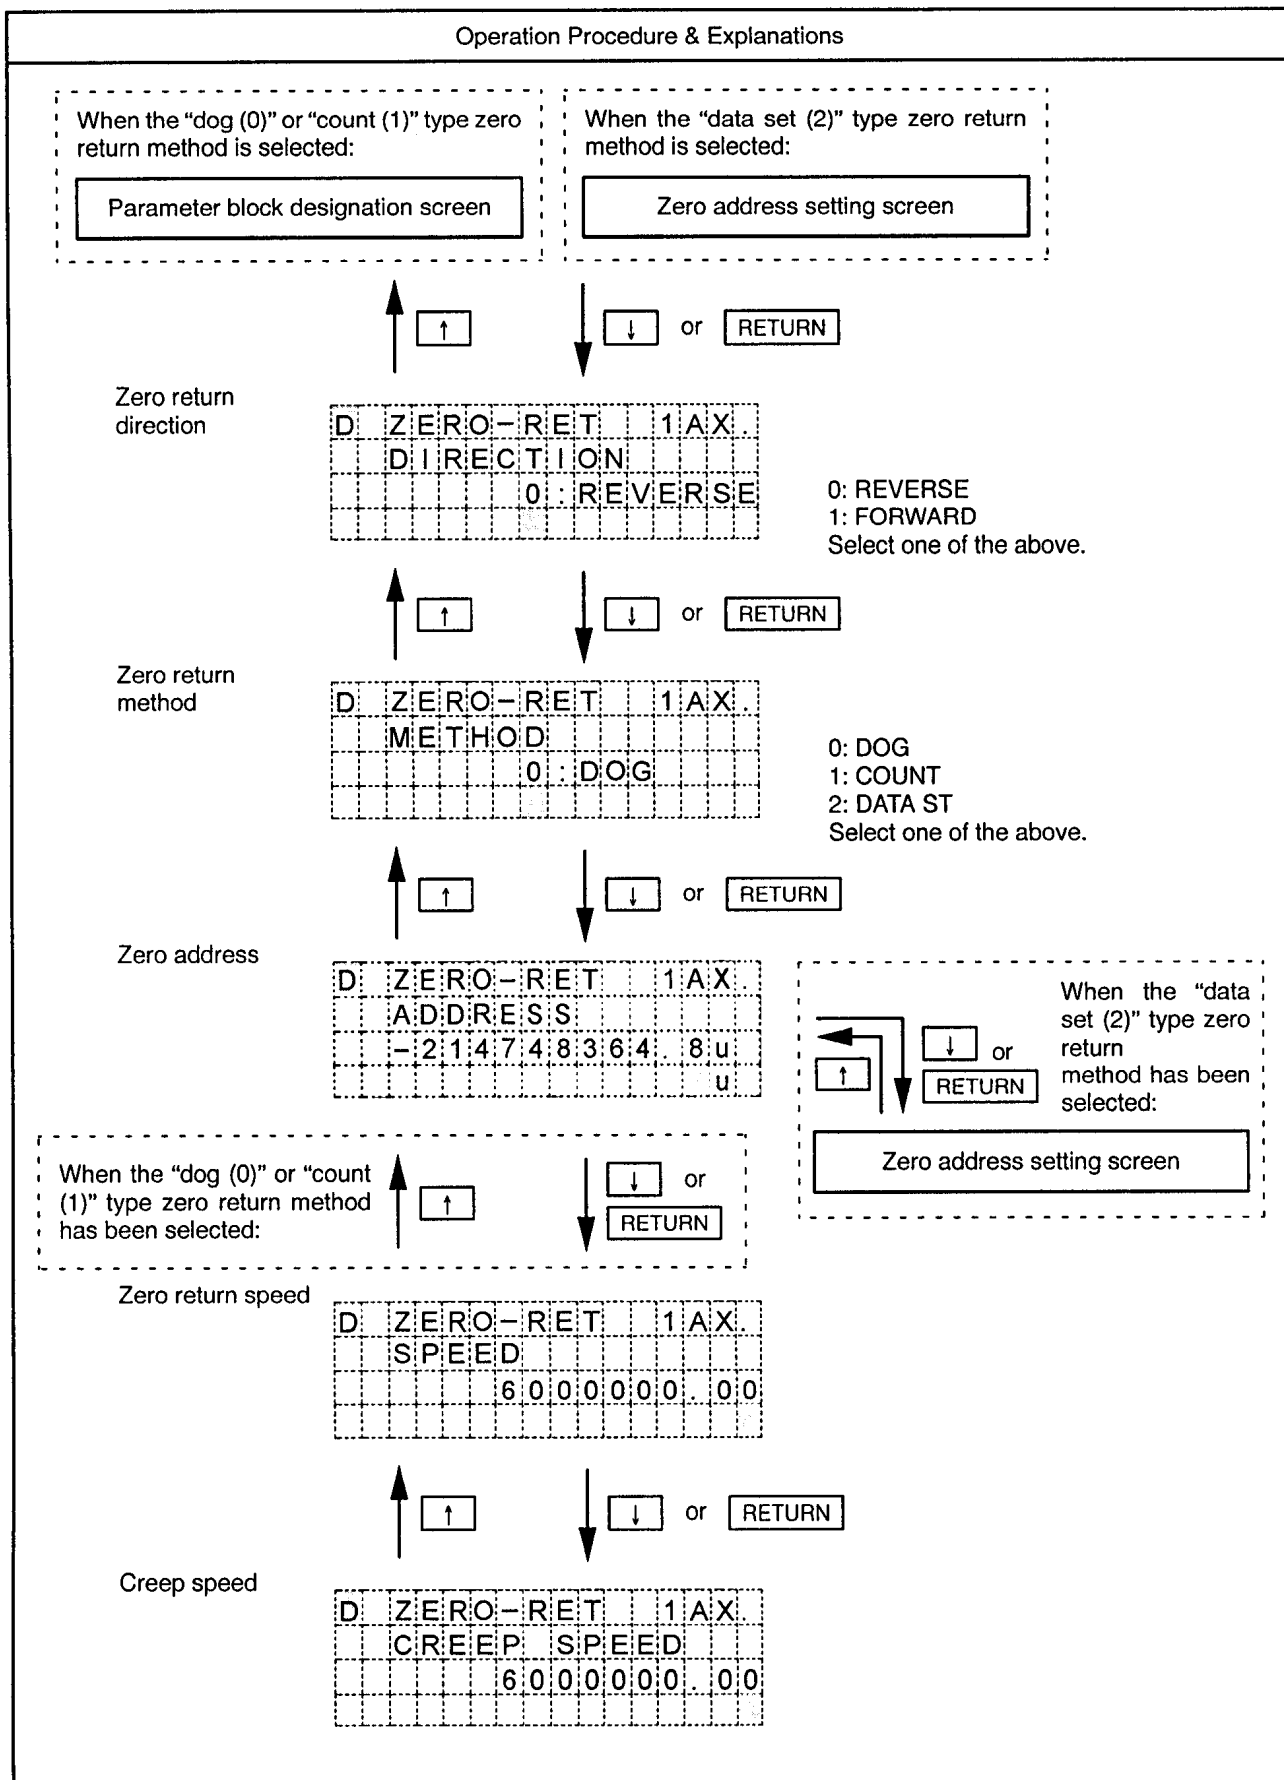 Operation Procedure & Explanations
When the “dog (0)” or “count (1)” type zero
return method is selected:
Parameter block designation screen
When the “data set (2)” type zero return
method is selected:
Zero address setting screen
↑
↓ or RETURN
Zero return
direction
D ZERO−RET 1AX.
DIRECTION
0:REVERSE
0: REVERSE
1: FORWARD
Select one of the above.
↑
↓ or RETURN
Zero return
method
D ZERO−RET 1AX.
METHOD
0:DOG
0: DOG
1: COUNT
2: DATA ST
Select one of the above.
↑
↓ or RETURN
Zero address
D ZERO−RET 1AX.
ADDRESS
−214748364.8u
u
When the “data
set (2)” type zero
return
method has been
selected:
↓ or
↑
RETURN
Zero address setting screen
When the “dog (0)” or “count
(1)” type zero return method
has been selected:
↑
↓ or
RETURN
Zero return speed
D ZERO−RET 1AX.
SPEED
6000000.00
↑
↓ or RETURN
Creep speed
D ZERO−RET 1AX.
CREEP SPEED
6000000.00